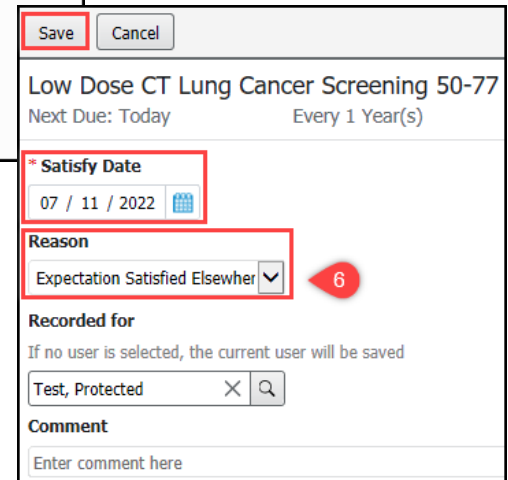 Save Cancel
Low Dose CT Lung Cancer Screening 50-77
Next Due: Today Every 1 Year(s)
* Satisfy Date
07 / 11 / 2022
Reason
Expectation Satisfied Elsewher
6
Recorded for
If no user is selected, the current user will be saved
Test, Protected
Comment
Enter comment here